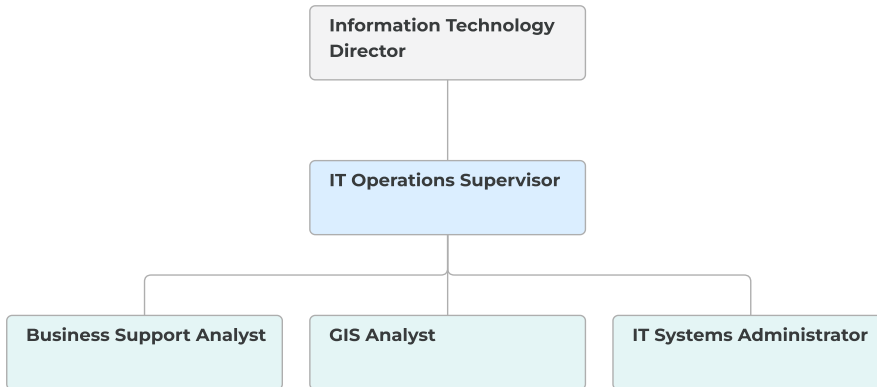 Information Technology
Director
IT Operations Supervisor
Business Support Analyst
GIS Analyst
IT Systems Administrator